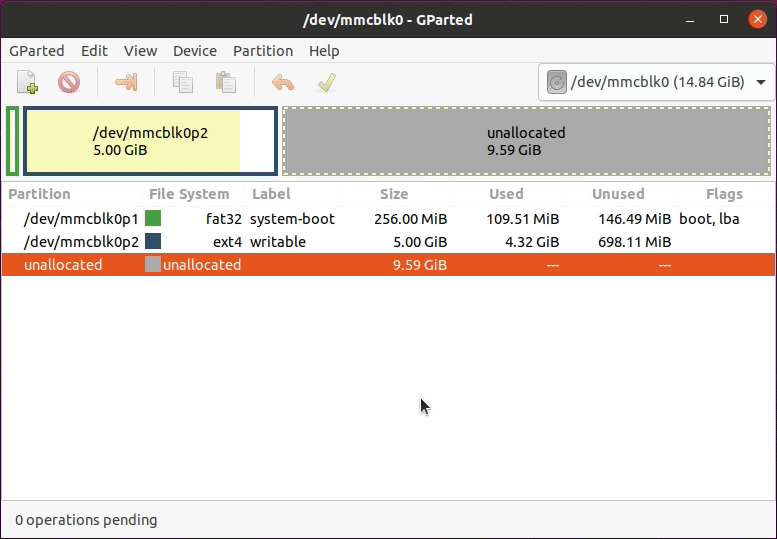 /dev/mmcblk0 - GParted
GParted Edit View Device Partition Help
/dev/mmcblk0 (14.84 GiB)
/dev/mmcblk0p2
5.00 GiB
unallocated
9.59 GiB
Partition File System Label Size Used Unused Flags
/dev/mmcblk0p1 fat32 system-boot 256.00 MiB 109.51 MiB 146.49 MiB boot, lba
/dev/mmcblk0p2 ext4 writable 5.00 GiB 4.32 GiB 698.11 MiB
unallocated unallocated 9.59 GiB --- ---
0 operations pending